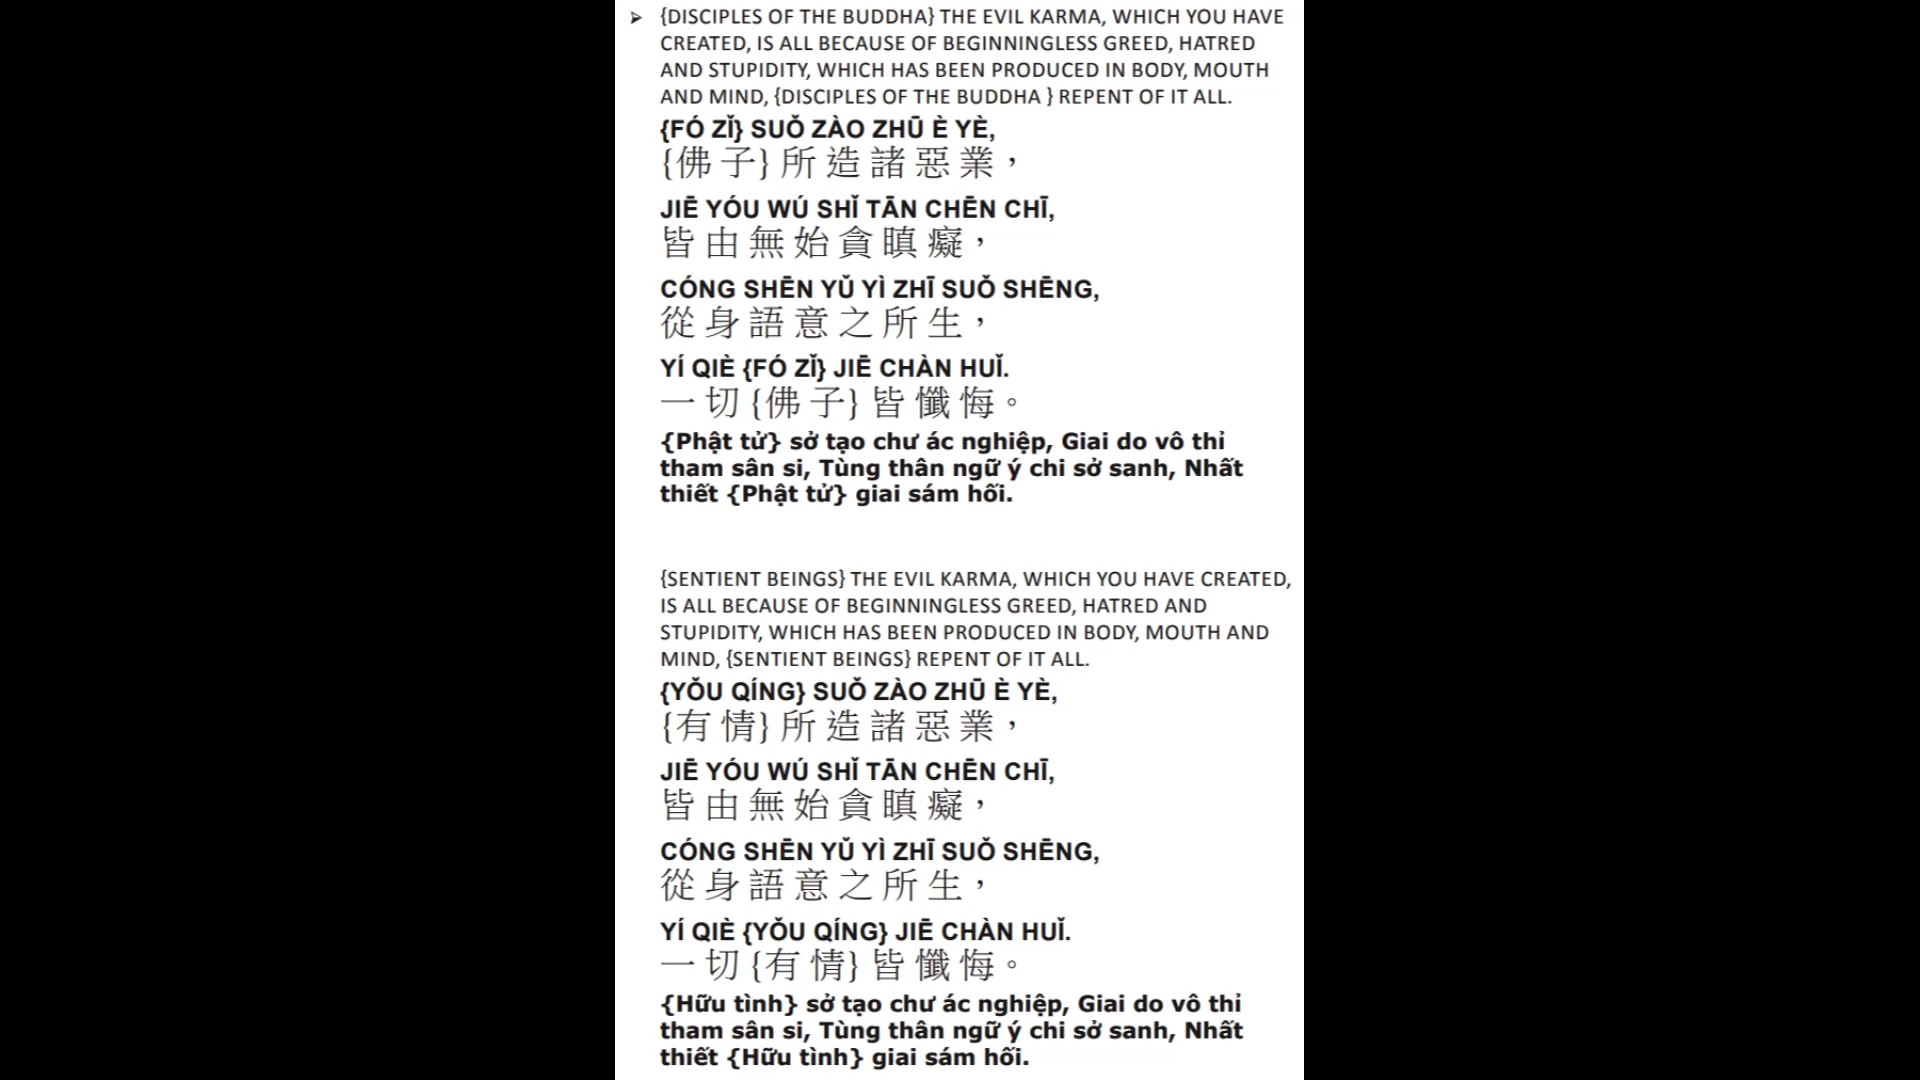 ➢ {DISCIPLES OF THE BUDDHA} THE EVIL KARMA, WHICH YOU HAVE
CREATED, IS ALL BECAUSE OF BEGINNINGLESS GREED, HATRED
AND STUPIDITY, WHICH HAS BEEN PRODUCED IN BODY, MOUTH
AND MIND, {DISCIPLES OF THE BUDDHA } REPENT OF IT ALL.
{FÓ ZǏ} SUǑ ZÀO ZHŪ È YÈ,
{佛 子} 所 造 諸 惡 業，
JIĒ YÓU WÚ SHǏ TĀN CHĒN CHĪ,
皆 由 無 始 貪 瞋 癡，
CÓNG SHĒN YǓ YÌ ZHĪ SUǑ SHĒNG,
從 身 語 意 之 所 生，
YÍ QIÈ {FÓ ZǏ} JIĒ CHÀN HUǏ.
一 切 {佛 子} 皆 懺 悔。
{Phật tử} sở tạo chư ác nghiệp, Giai do vô thỉ
tham sân si, Tùng thân ngữ ý chi sở sanh, Nhất
thiết {Phật tử} giai sám hối.
{SENTIENT BEINGS} THE EVIL KARMA, WHICH YOU HAVE CREATED,
IS ALL BECAUSE OF BEGINNINGLESS GREED, HATRED AND
STUPIDITY, WHICH HAS BEEN PRODUCED IN BODY, MOUTH AND
MIND, {SENTIENT BEINGS} REPENT OF IT ALL.
{YǑU QÍNG} SUǑ ZÀO ZHŪ È YÈ,
{有 情} 所 造 諸 惡 業，
JIĒ YÓU WÚ SHǏ TĀN CHĒN CHĪ,
皆 由 無 始 貪 瞋 癡，
CÓNG SHĒN YǓ YÌ ZHĪ SUǑ SHĒNG,
從 身 語 意 之 所 生，
YÍ QIÈ {YǑU QÍNG} JIĒ CHÀN HUǏ.
一 切 {有 情} 皆 懺 悔。
{Hữu tình} sở tạo chư ác nghiệp, Giai do vô thỉ
tham sân si, Tùng thân ngữ ý chi sở sanh, Nhất
thiết {Hữu tình} giai sám hối.